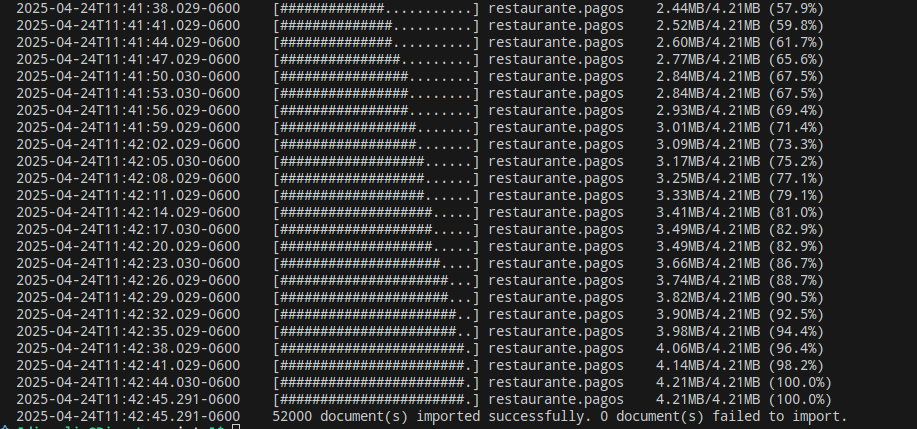 2025-04-24T11:41:38.029-0600 [#############...........] restaurante.pagos 2.44MB/4.21MB (57.9%)
2025-04-24T11:41:41.029-0600 [##############..........] restaurante.pagos 2.52MB/4.21MB (59.8%)
2025-04-24T11:41:44.029-0600 [##############..........] restaurante.pagos 2.60MB/4.21MB (61.7%)
2025-04-24T11:41:47.029-0600 [###############.........] restaurante.pagos 2.77MB/4.21MB (65.6%)
2025-04-24T11:41:50.030-0600 [################........] restaurante.pagos 2.84MB/4.21MB (67.5%)
2025-04-24T11:41:53.030-0600 [################........] restaurante.pagos 2.84MB/4.21MB (67.5%)
2025-04-24T11:41:56.029-0600 [################........] restaurante.pagos 2.93MB/4.21MB (69.4%)
2025-04-24T11:41:59.029-0600 [#################.......] restaurante.pagos 3.01MB/4.21MB (71.4%)
2025-04-24T11:42:02.029-0600 [#################.......] restaurante.pagos 3.09MB/4.21MB (73.3%)
2025-04-24T11:42:05.030-0600 [##################......] restaurante.pagos 3.17MB/4.21MB (75.2%)
2025-04-24T11:42:08.029-0600 [##################......] restaurante.pagos 3.25MB/4.21MB (77.1%)
2025-04-24T11:42:11.029-0600 [##################......] restaurante.pagos 3.33MB/4.21MB (79.1%)
2025-04-24T11:42:14.029-0600 [###################.....] restaurante.pagos 3.41MB/4.21MB (81.0%)
2025-04-24T11:42:17.030-0600 [###################.....] restaurante.pagos 3.49MB/4.21MB (82.9%)
2025-04-24T11:42:20.029-0600 [###################.....] restaurante.pagos 3.49MB/4.21MB (82.9%)
2025-04-24T11:42:23.030-0600 [####################....] restaurante.pagos 3.66MB/4.21MB (86.7%)
2025-04-24T11:42:26.030-0600 [#####################...] restaurante.pagos 3.74MB/4.21MB (88.7%)
2025-04-24T11:42:29.029-0600 [#####################...] restaurante.pagos 3.82MB/4.21MB (90.5%)
2025-04-24T11:42:32.029-0600 [######################..] restaurante.pagos 3.90MB/4.21MB (92.5%)
2025-04-24T11:42:35.029-0600 [######################..] restaurante.pagos 3.98MB/4.21MB (94.4%)
2025-04-24T11:42:38.029-0600 [#######################.] restaurante.pagos 4.06MB/4.21MB (96.4%)
2025-04-24T11:42:41.029-0600 [#######################.] restaurante.pagos 4.14MB/4.21MB (98.2%)
2025-04-24T11:42:44.030-0600 [#######################.] restaurante.pagos 4.21MB/4.21MB (100.0%)
2025-04-24T11:42:45.291-0600 [#######################.] restaurante.pagos 4.21MB/4.21MB (100.0%)
2025-04-24T11:42:45.291-0600 52000 document(s) imported successfully. 0 document(s) failed to import.